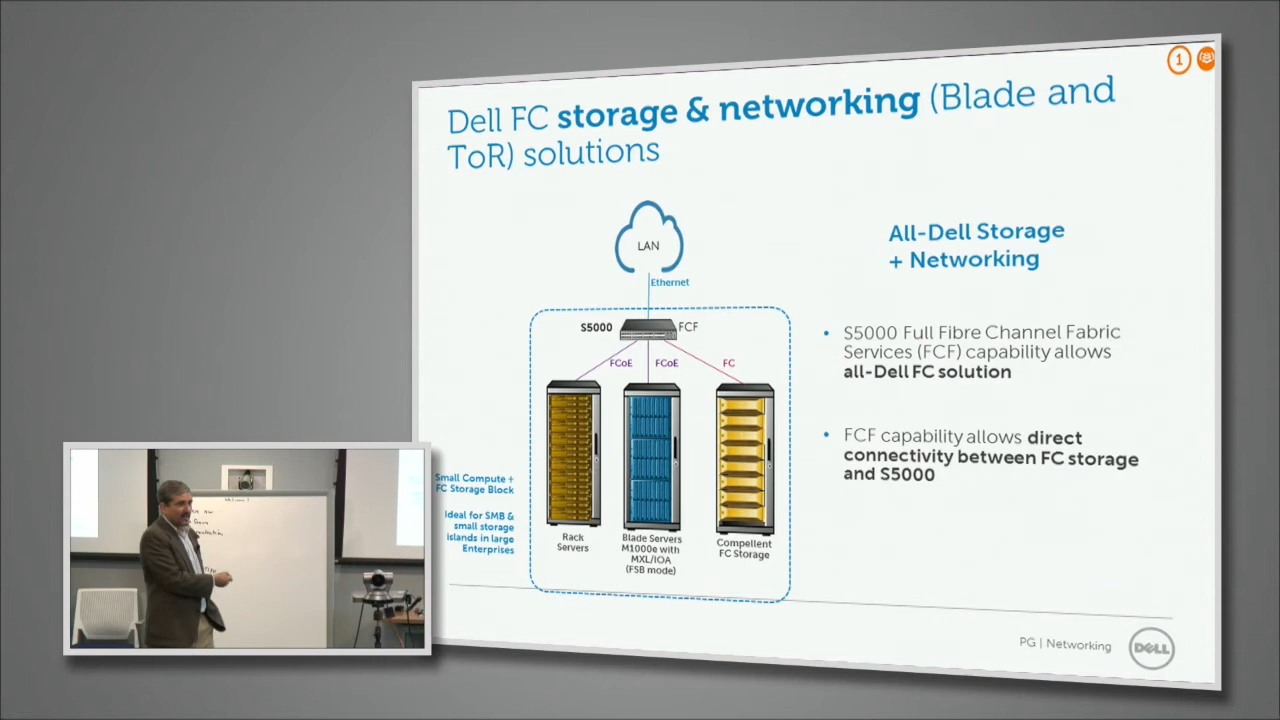 1
Dell FC storage & networking (Blade and
ToR) solutions
LAN
Ethernet
S5000
FCF
FCoE
FCoE
FC
Small Compute +
FC Storage Block
Ideal for SMB &
small storage
islands in large
Enterprises
Rack
Servers
Blade Servers
M1000e with
MXL/IOA
(FSB mode)
Compellent
FC Storage
All-Dell Storage
+ Networking
• S5000 Full Fibre Channel Fabric
Services (FCF) capability allows
all-Dell FC solution
• FCF capability allows direct
connectivity between FC storage
and S5000
PG | Networking
DELL